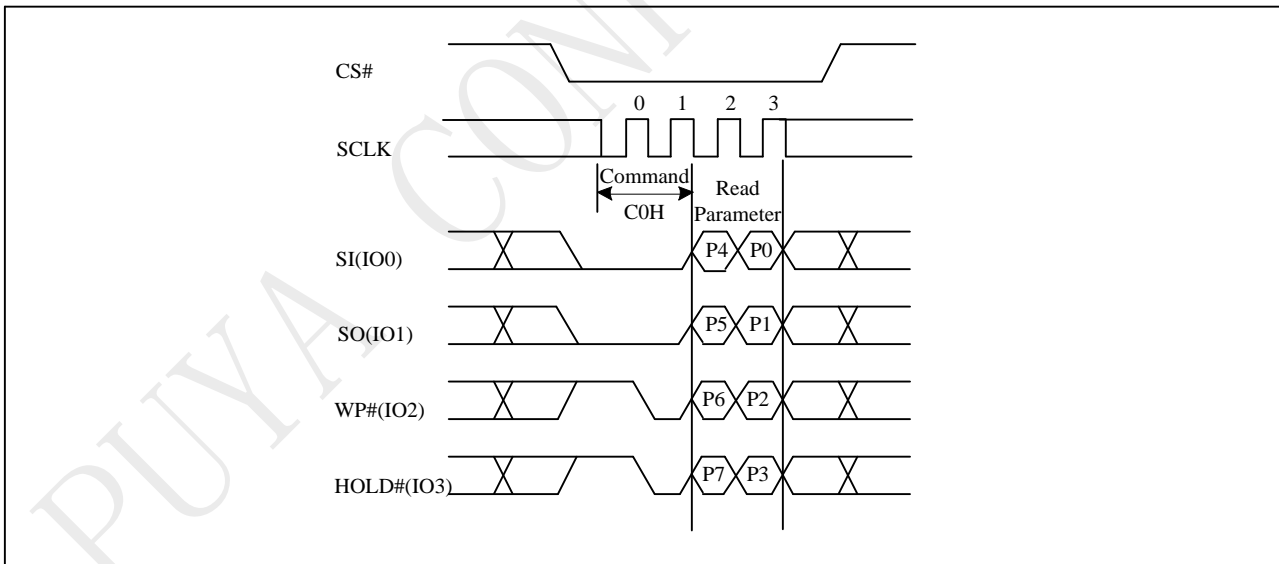 CS#
0 1 2 3
SCLK
Command
C0H
Read
Parameter
SI(IO0)
P4 P0
SO(IO1)
P5 P1
WP#(IO2)
P6 P2
HOLD#(IO3)
P7 P3
PUYA CONF